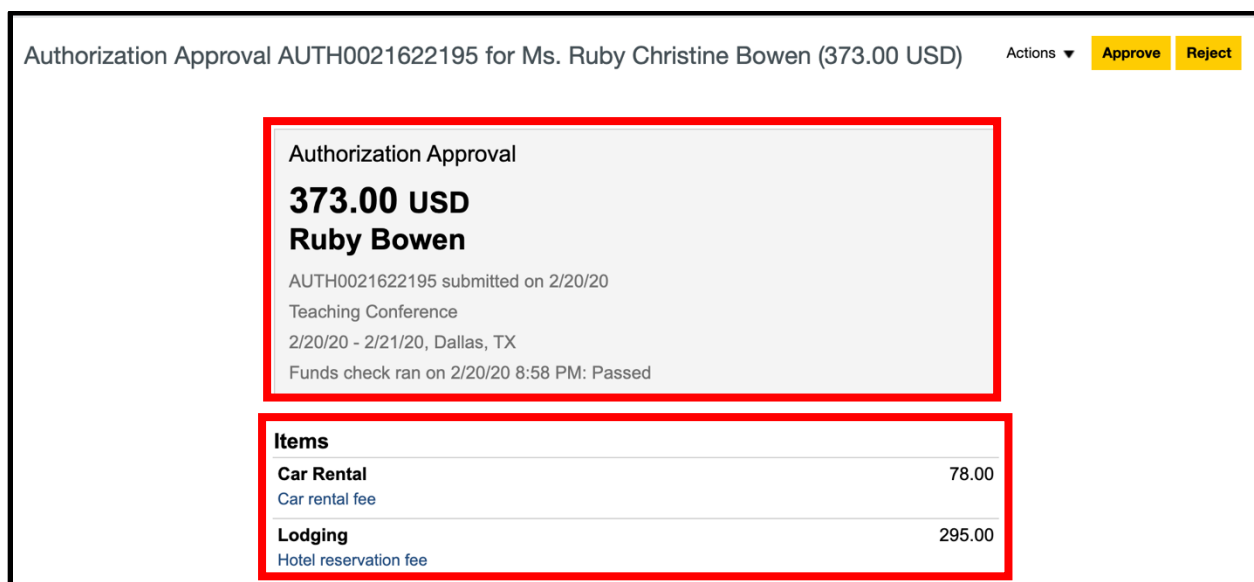 Authorization Approval AUTH0021622195 for Ms. Ruby Christine Bowen (373.00 USD) Actions ▼ Approve Reject
Authorization Approval
373.00 USD
Ruby Bowen
AUTH0021622195 submitted on 2/20/20
Teaching Conference
2/20/20 - 2/21/20, Dallas, TX
Funds check ran on 2/20/20 8:58 PM: Passed
Items
Car Rental 78.00
Car rental fee
Lodging 295.00
Hotel reservation fee